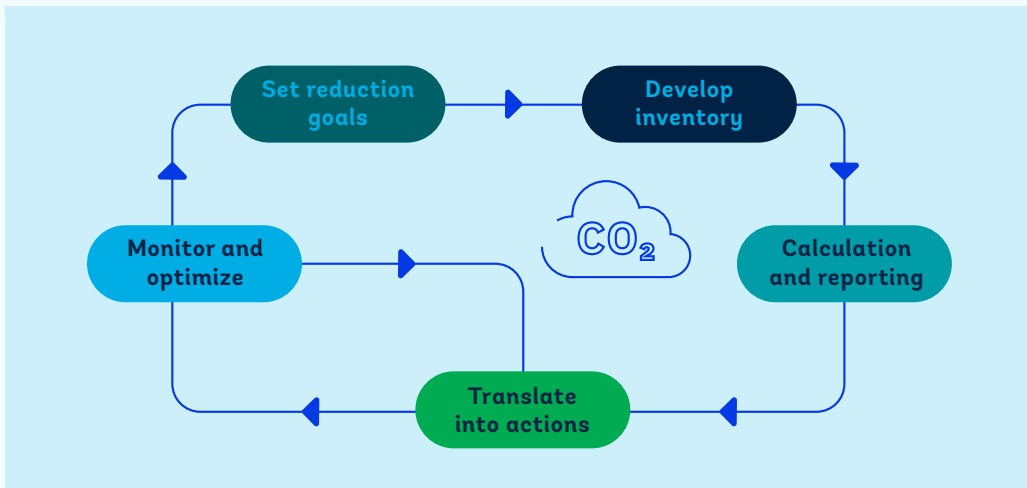 Set reduction
goals
Develop
inventory
Monitor and
optimize
CO₂
Calculation
and reporting
Translate
into actions